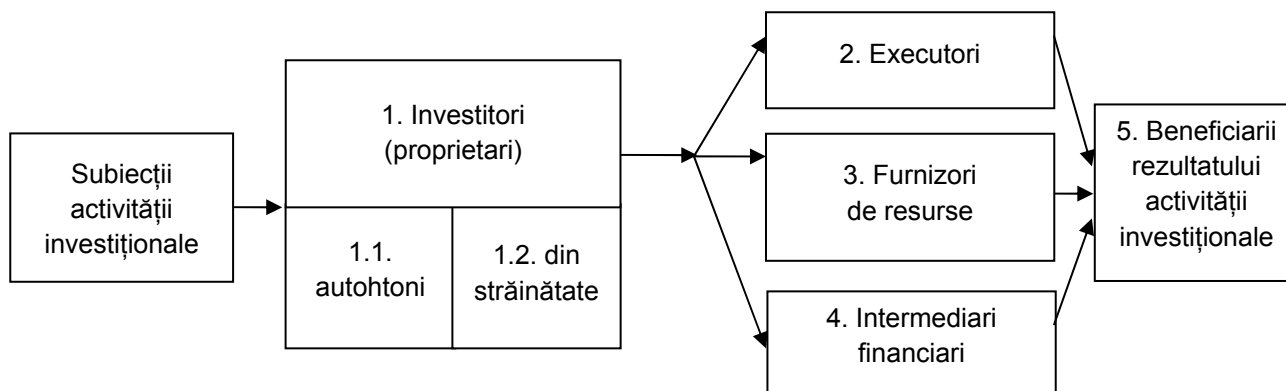 Subiecții
activității
investiționale
1. Investitori
(proprietari)
1.1.
autohtoni
1.2. din
străinătate
2. Executori
3. Furnizori
de resurse
4. Intermediari
financiari
5. Beneficiarii
rezultatului
activității
investiționale